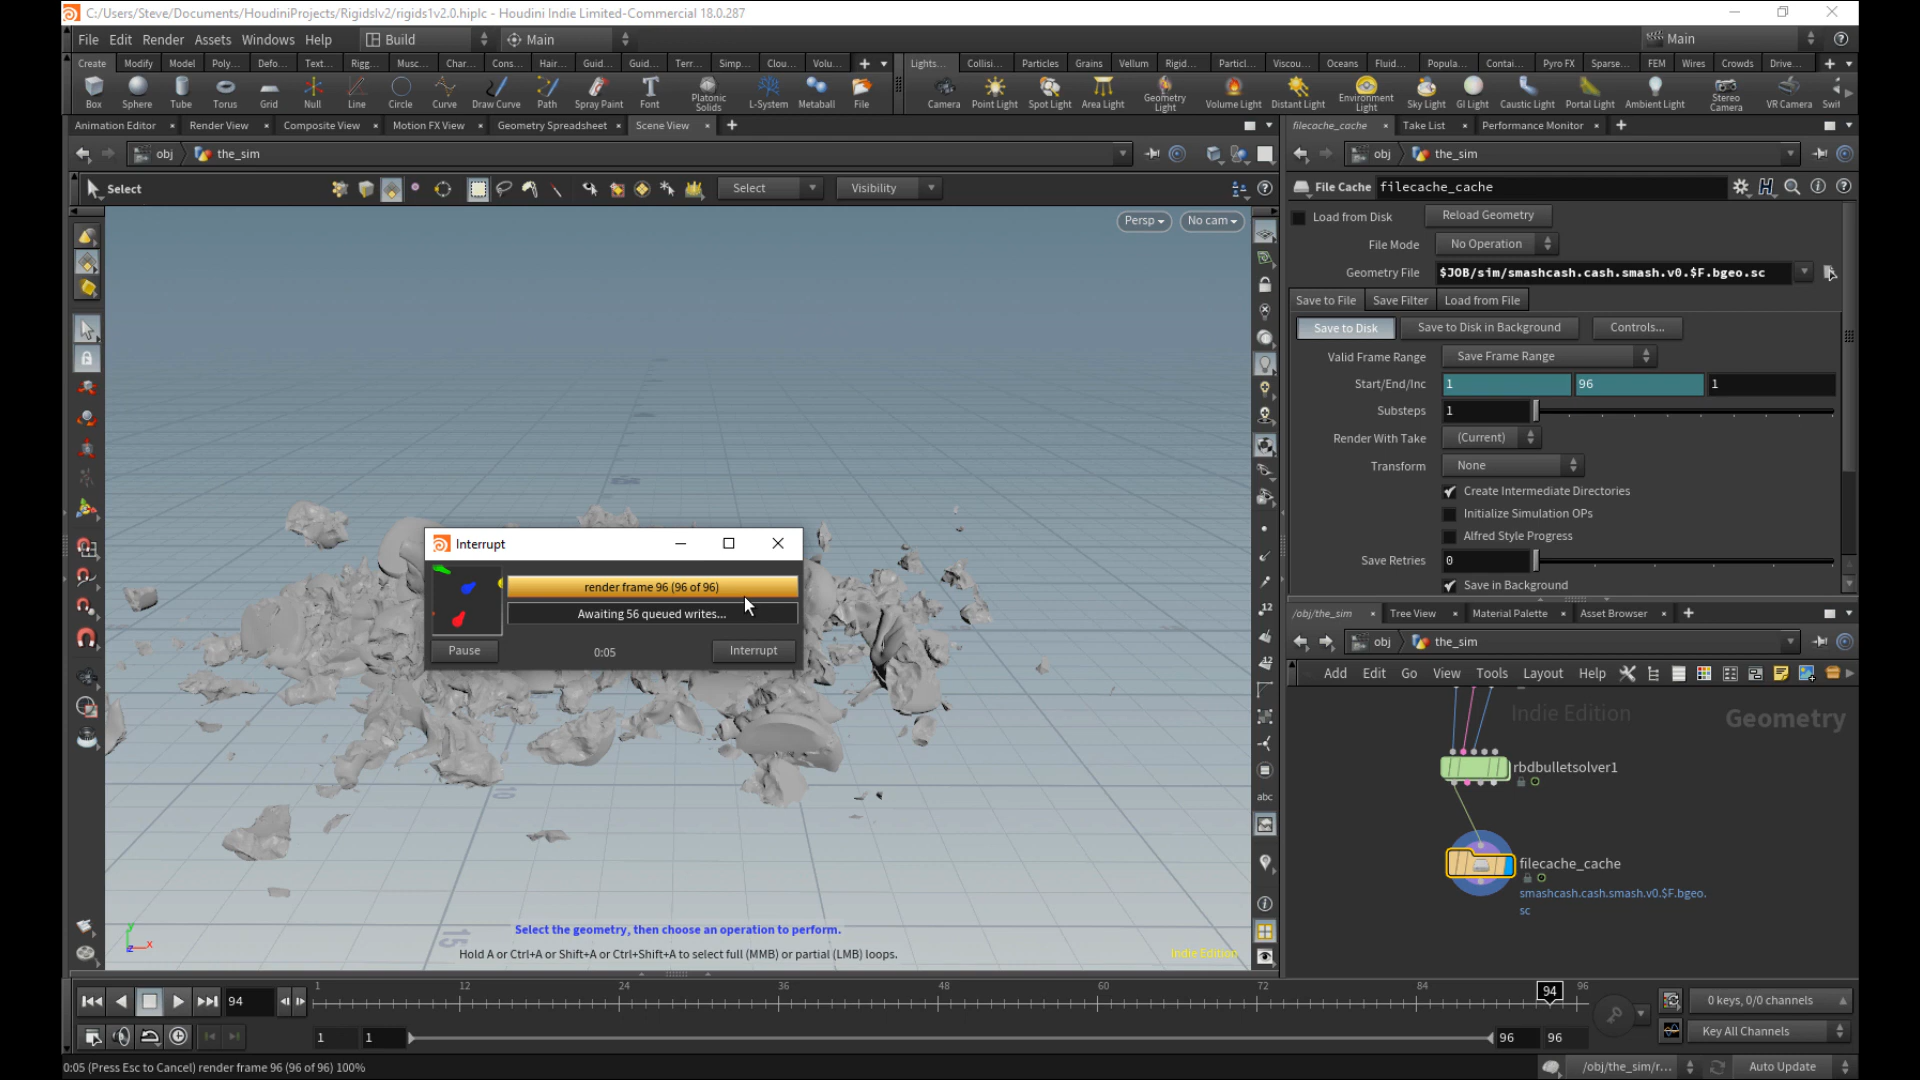 C:/Users/Steve/Documents/HoudiniProjects/RigidsIv2/rigids1v2.0.hiplc - Houdini Indie Limited-Commercial 18.0.287
File Edit Render Assets Windows Help Build Main Main
Create Modify Model Poly... Defo... Text... Rigg... Musc... Char... Cons... Hair... Guid... Guid... Terr... Simp... Clou... Volu... Lights... Collisi... Particles Grains Vellum Rigid... Particl... Viscou... Oceans Fluid... Popula... Contai... Pyro FX Sparse... FEM Wires Crowds Drive...
Box Sphere Tube Torus Grid Null Line Circle Curve Draw Curve Path Spray Paint Font Platonic Solids L-System Metaball File Camera Point Light Spot Light Area Light Geometry Light Volume Light Distant Light Environment Light Sky Light GI Light Caustic Light Portal Light Ambient Light Stereo Camera VR Camera Swit
Animation Editor Render View Composite View Motion FX View Geometry Spreadsheet Scene View filecache_cache Take List Performance Monitor
obj the_sim obj the_sim
Select Select Visibility
File Cache filecache_cache
Persp No cam
Load from Disk Reload Geometry
File Mode No Operation
Geometry File $JOB/sim/smashcash.cash.smash.v0.$F.bgeo.sc
Save to File Save Filter Load from File
Save to Disk Save to Disk in Background Controls...
Valid Frame Range Save Frame Range
Start/End/Inc 1 96 1
Substeps 1
Render With Take (Current)
Transform None
Create Intermediate Directories
Initialize Simulation OPs
Alfred Style Progress
Save Retries 0
Save in Background
Interrupt
render frame 96 (96 of 96)
Awaiting 56 queued writes...
Pause 0:05 Interrupt
/obj/the_sim Tree View Material Palette Asset Browser
obj the_sim
Add Edit Go View Tools Layout Help
Indie Edition Geometry
rbdbulletsolver1
filecache_cache
smashcash.cash.smash.v0.$F.bgeo.
sc
12
12
abc
10
15
y
z x
Select the geometry, then choose an operation to perform.
Hold A or Ctrl+A or Shift+A or Ctrl+Shift+A to select full (MMB) or partial (LMB) loops.
Indie Edition
94 1 12 24 36 48 60 72 84 94 96
0 keys, 0/0 channels
1 1 96 96 Key All Channels
0:05 (Press Esc to Cancel) render frame 96 (96 of 96) 100% /obj/the_sim/r... Auto Update